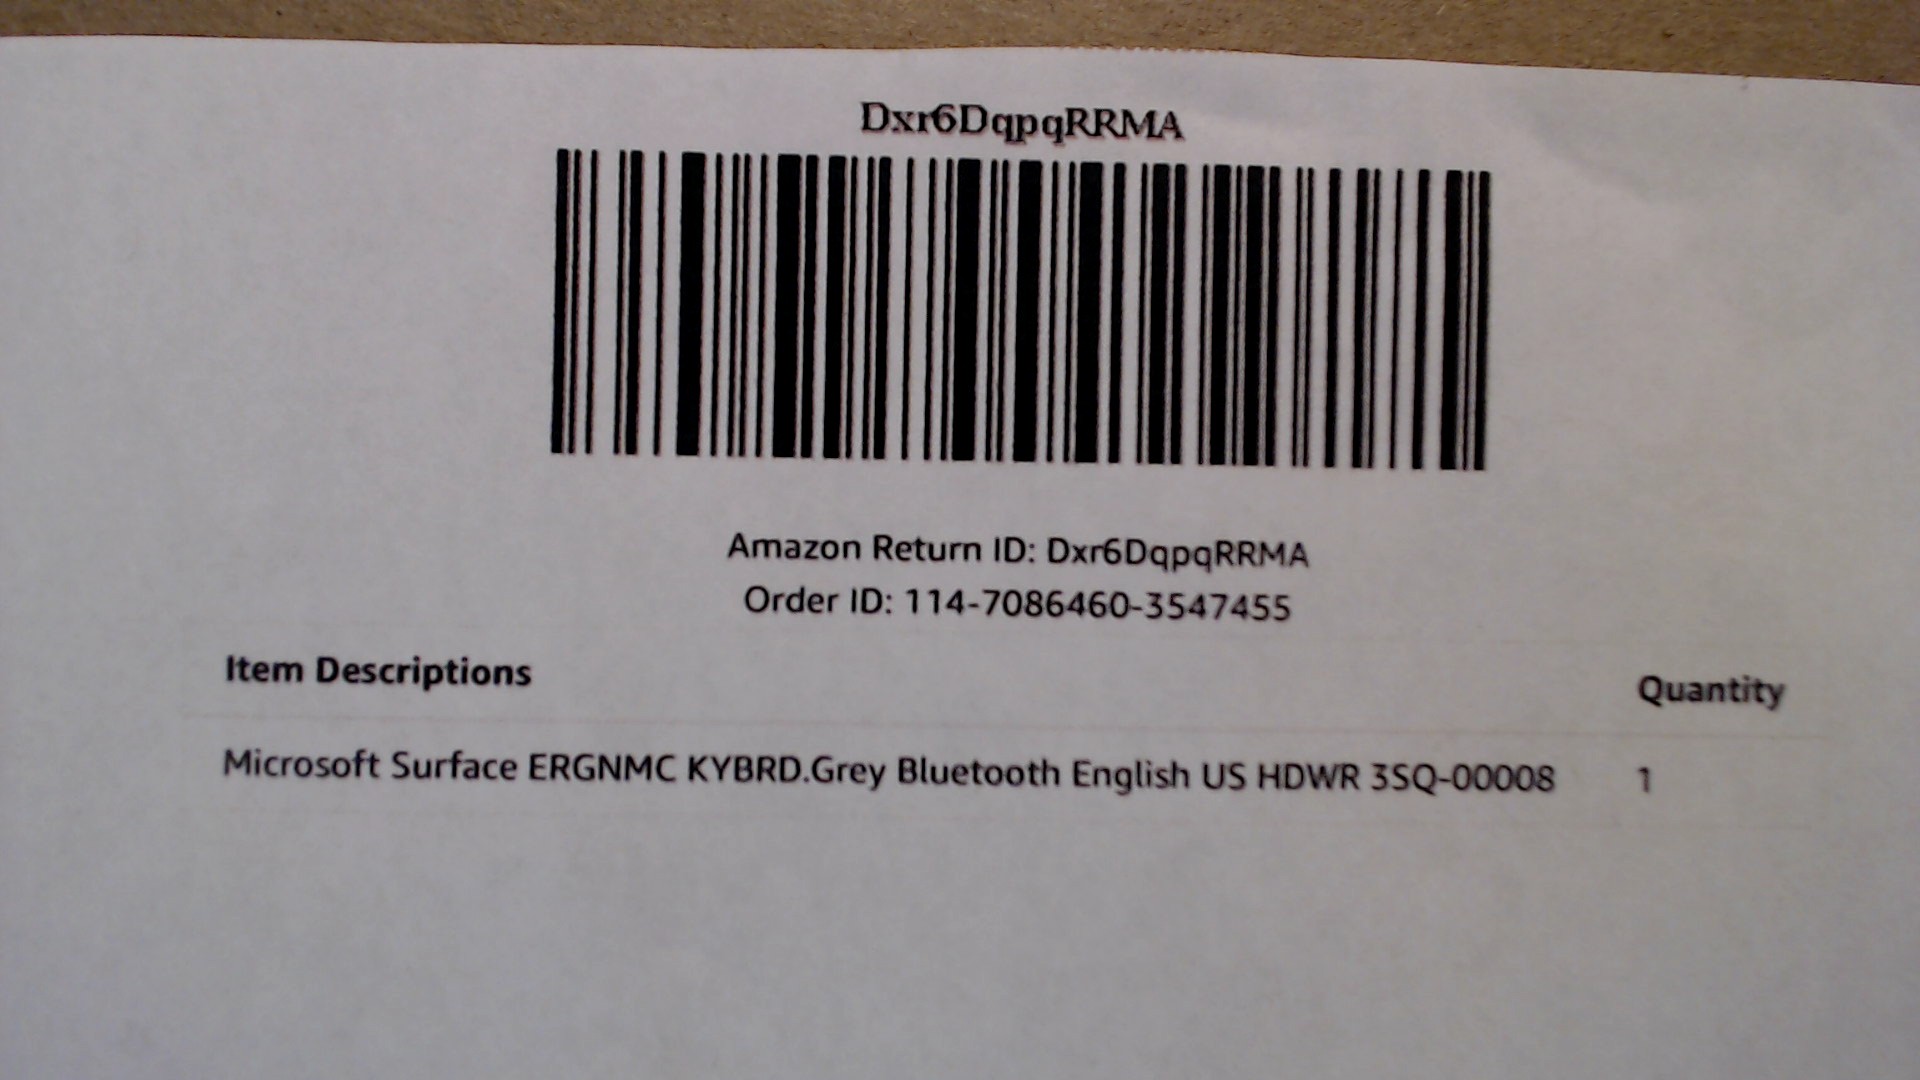 Dxr6DqpqRRMA
Amazon Return ID: Dxr6DqpqRRMA
Order ID: 114-7086460-3547455
Item Descriptions Quantity
Microsoft Surface ERGNMC KYBRD.Grey Bluetooth English US HDWR 3SQ-00008 1